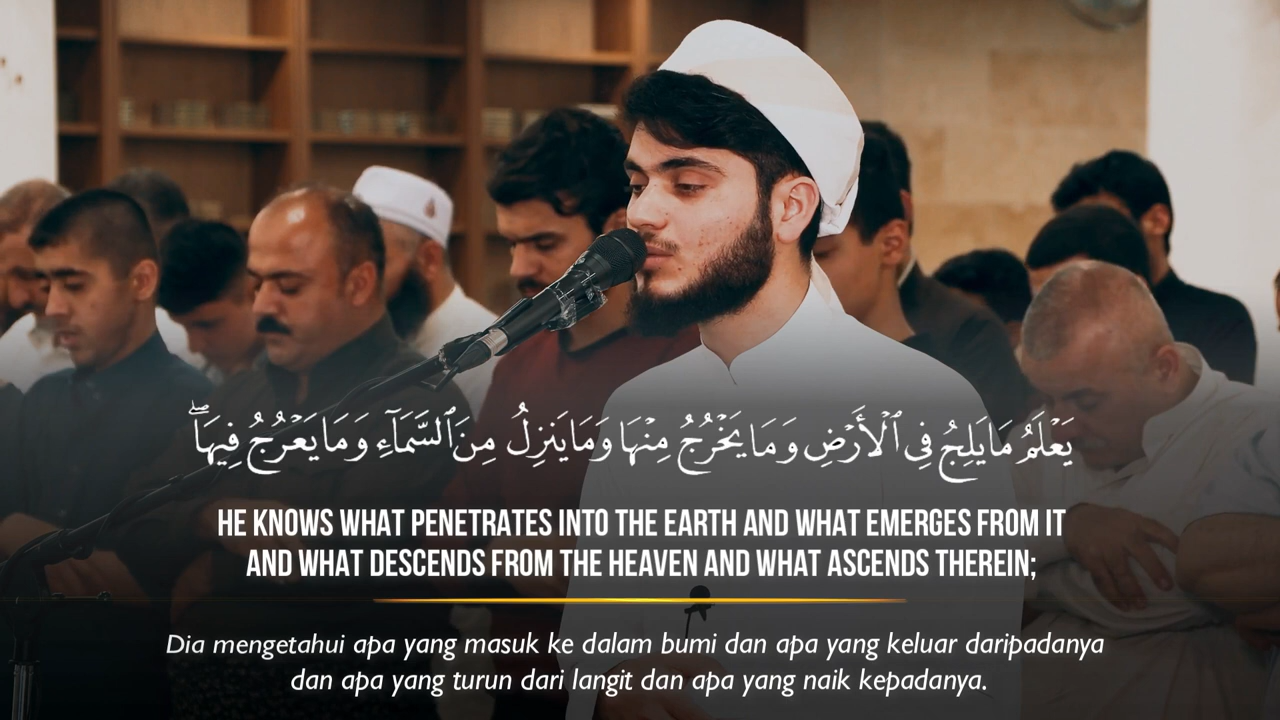 يَعْلَمُ مَا يَلِجُ فِى ٱلْأَرْضِ وَمَا يَخْرُجُ مِنْهَا وَمَا يَنزِلُ مِنَ ٱلسَّمَآءِ وَمَا يَعْرُجُ فِيهَا ۖ
HE KNOWS WHAT PENETRATES INTO THE EARTH AND WHAT EMERGES FROM IT
AND WHAT DESCENDS FROM THE HEAVEN AND WHAT ASCENDS THEREIN;
Dia mengetahui apa yang masuk ke dalam bumi dan apa yang keluar daripadanya
dan apa yang turun dari langit dan apa yang naik kepadanya.